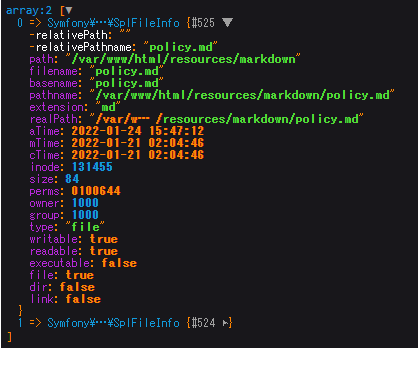 array:2 [▼
0 => Symfony¥…¥SplFileInfo {#525 ▼
-relativePath: ""
-relativePathname: "policy.md"
path: "/var/www/html/resources/markdown"
filename: "policy.md"
basename: "policy.md"
pathname: "/var/www/html/resources/markdown/policy.md"
extension: "md"
realPath: "/var/w… /resources/markdown/policy.md"
aTime: 2022-01-24 15:47:12
mTime: 2022-01-21 02:04:46
cTime: 2022-01-21 02:04:46
inode: 131455
size: 84
perms: 0100644
owner: 1000
group: 1000
type: "file"
writable: true
readable: true
executable: false
file: true
dir: false
link: false
}
1 => Symfony¥…¥SplFileInfo {#524 ▶}
]